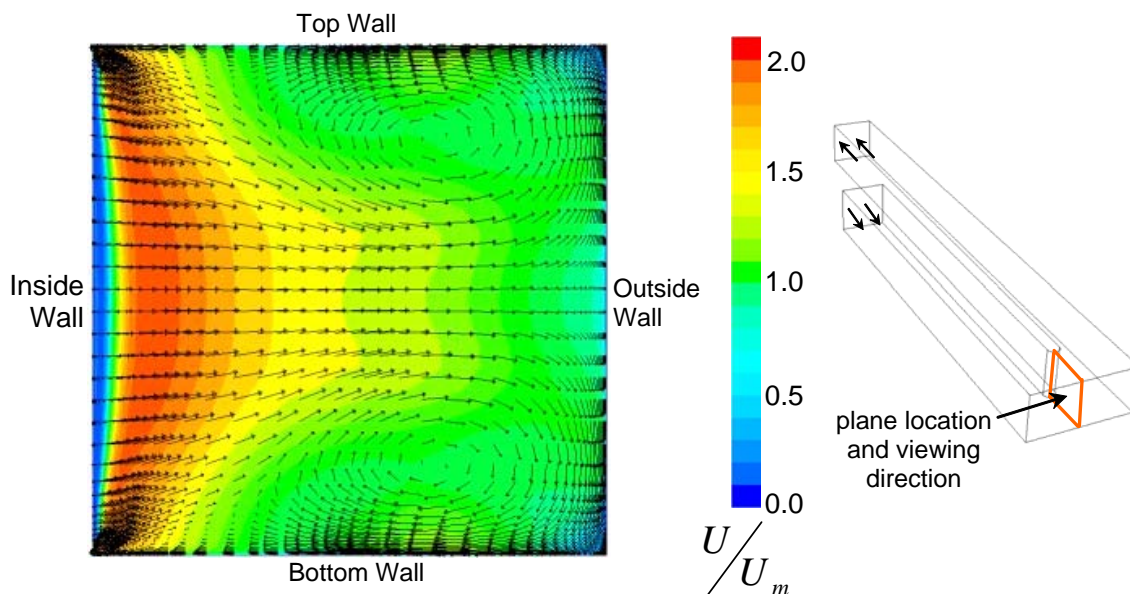 Top Wall
Inside
Wall
Outside
Wall
Bottom Wall
2.0
1.5
1.0
0.5
0.0
U/U_m
plane location
and viewing
direction